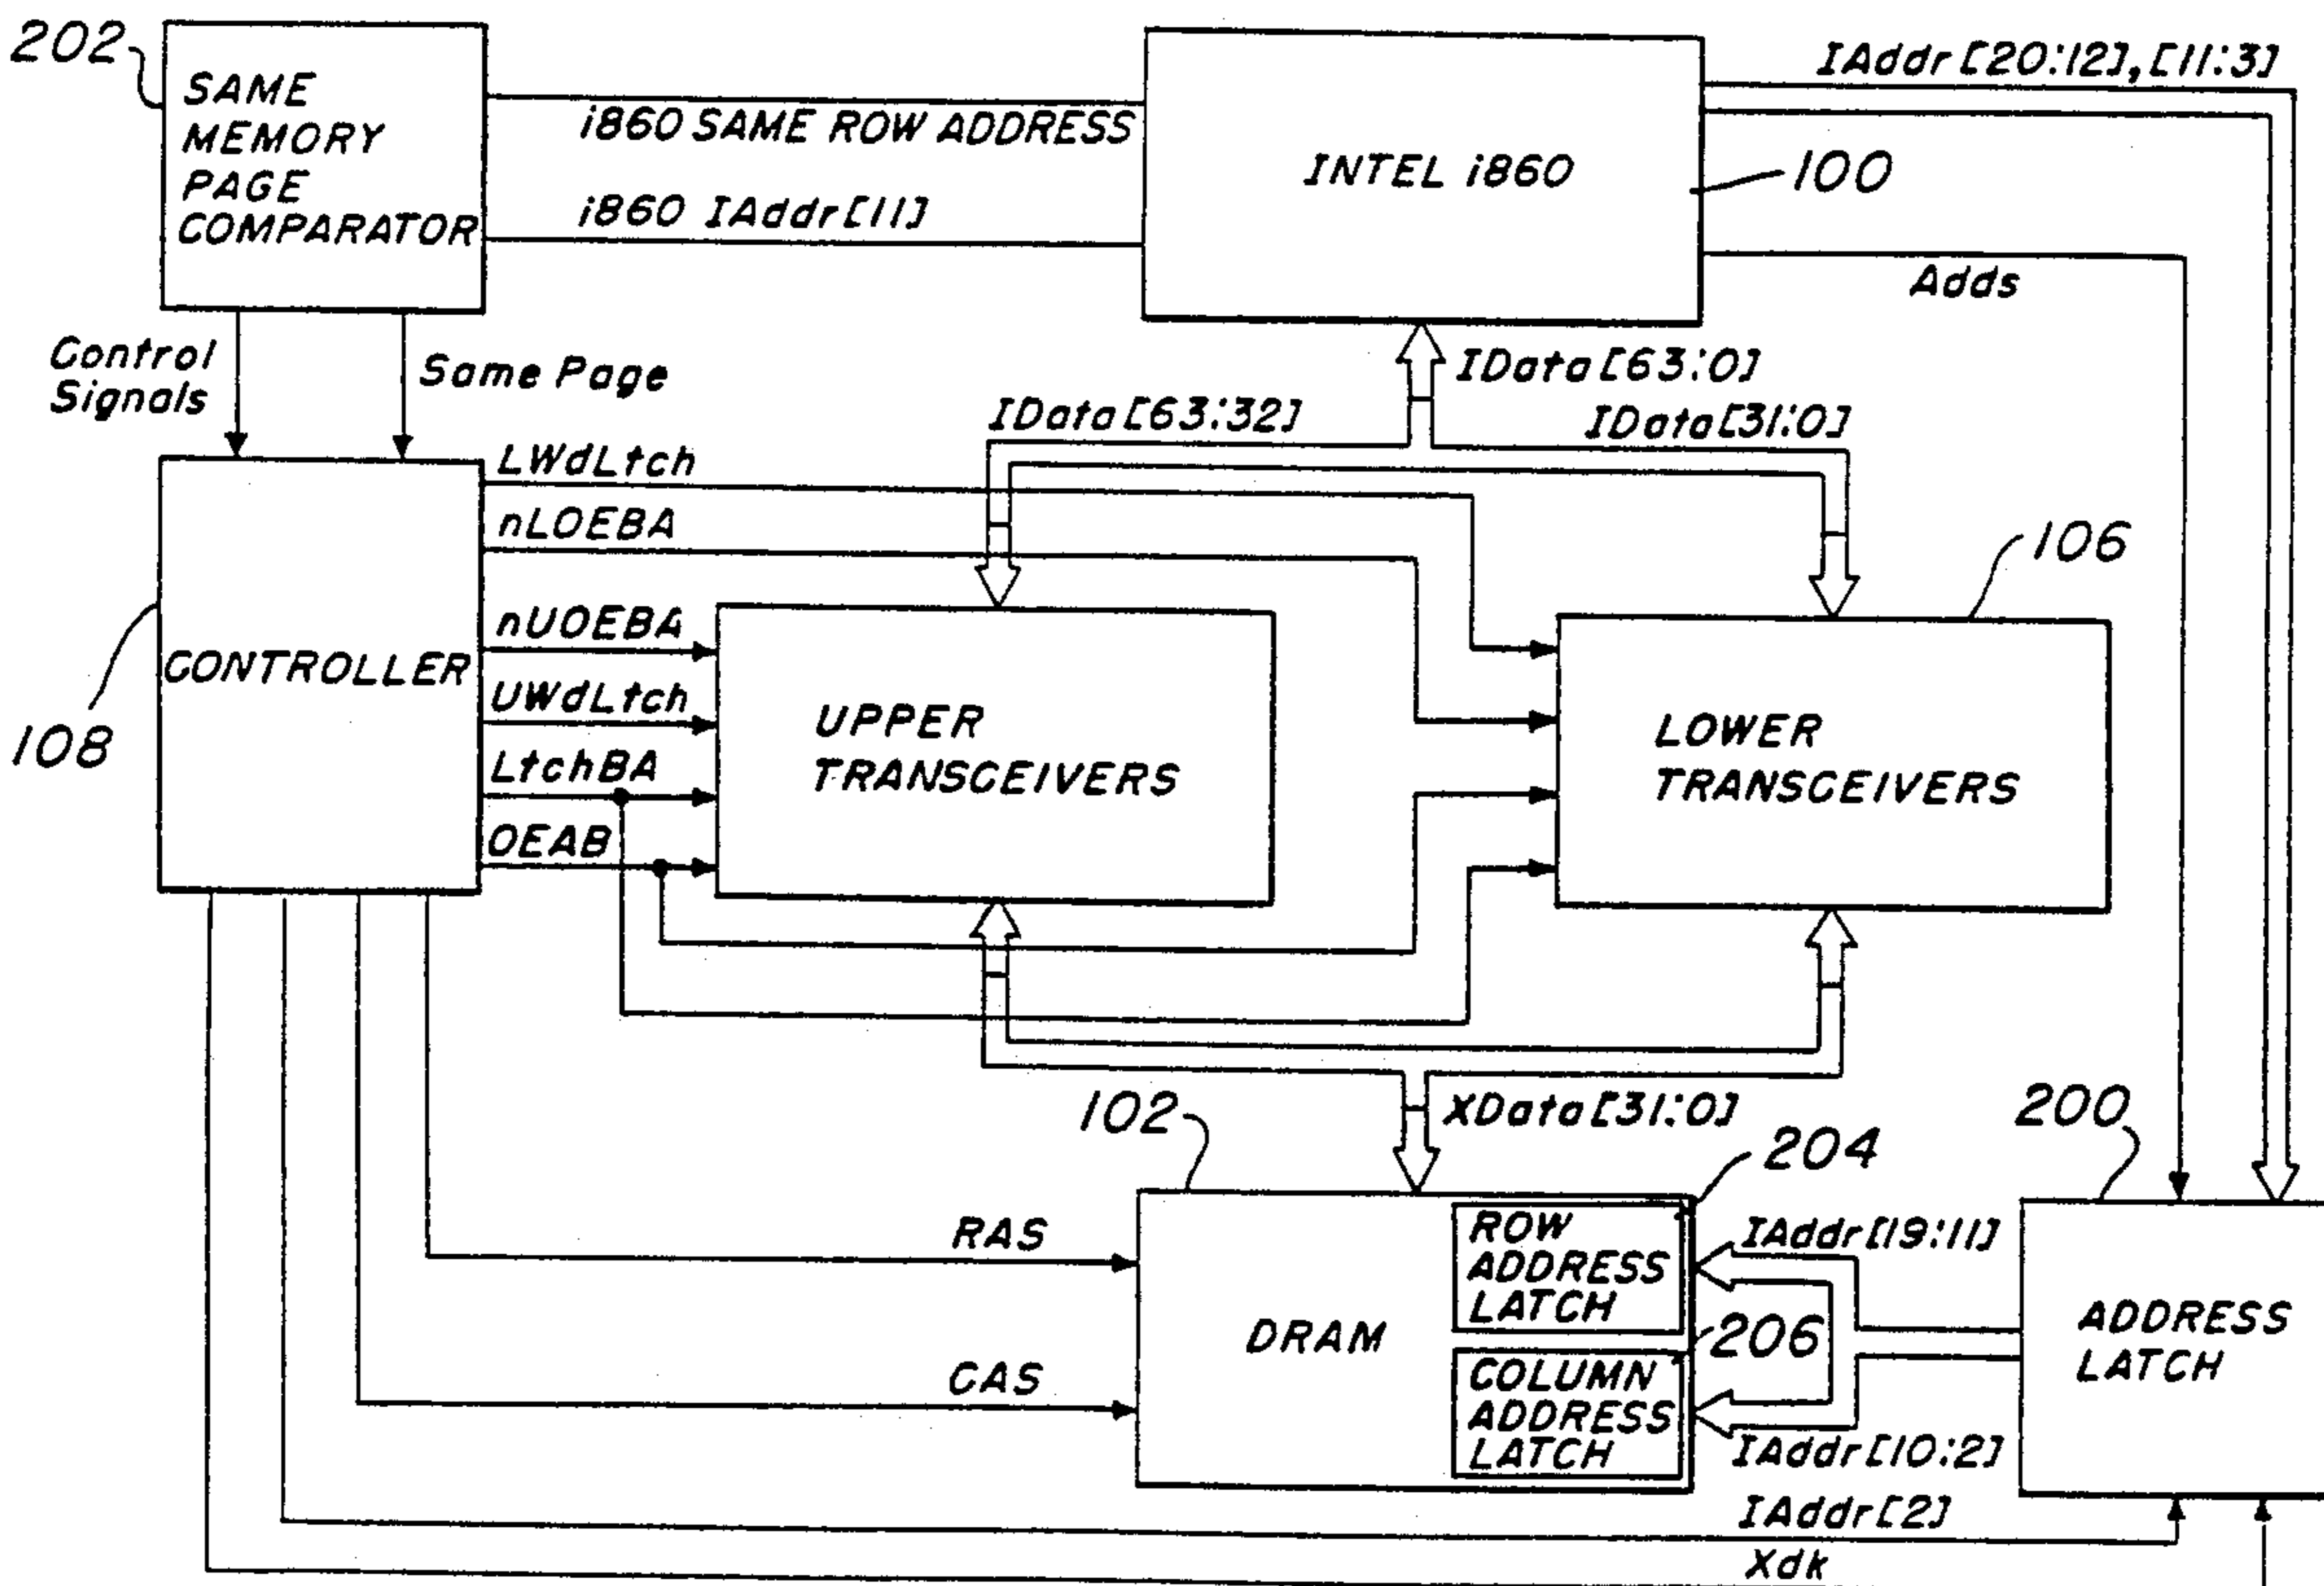 202
SAME
MEMORY
PAGE
COMPARATOR
i860 SAME ROW ADDRESS
i860 IAddr[11]
INTEL i860
100
IAddr[20:12],[11:3]
Adds
Control
Signals
Same Page
IData[63:0]
IData[63:32]
IData[31:0]
LWdLtch
nLOEBA
nUOEBA
UWdLtch
LtchBA
OEAB
CONTROLLER
108
UPPER
TRANSCEIVERS
106
LOWER
TRANSCEIVERS
102
XData[31:0]
204
200
RAS
CAS
DRAM
ROW
ADDRESS
LATCH
206
COLUMN
ADDRESS
LATCH
IAddr[19:11]
IAddr[10:2]
ADDRESS
LATCH
IAddr[2]
Xdk